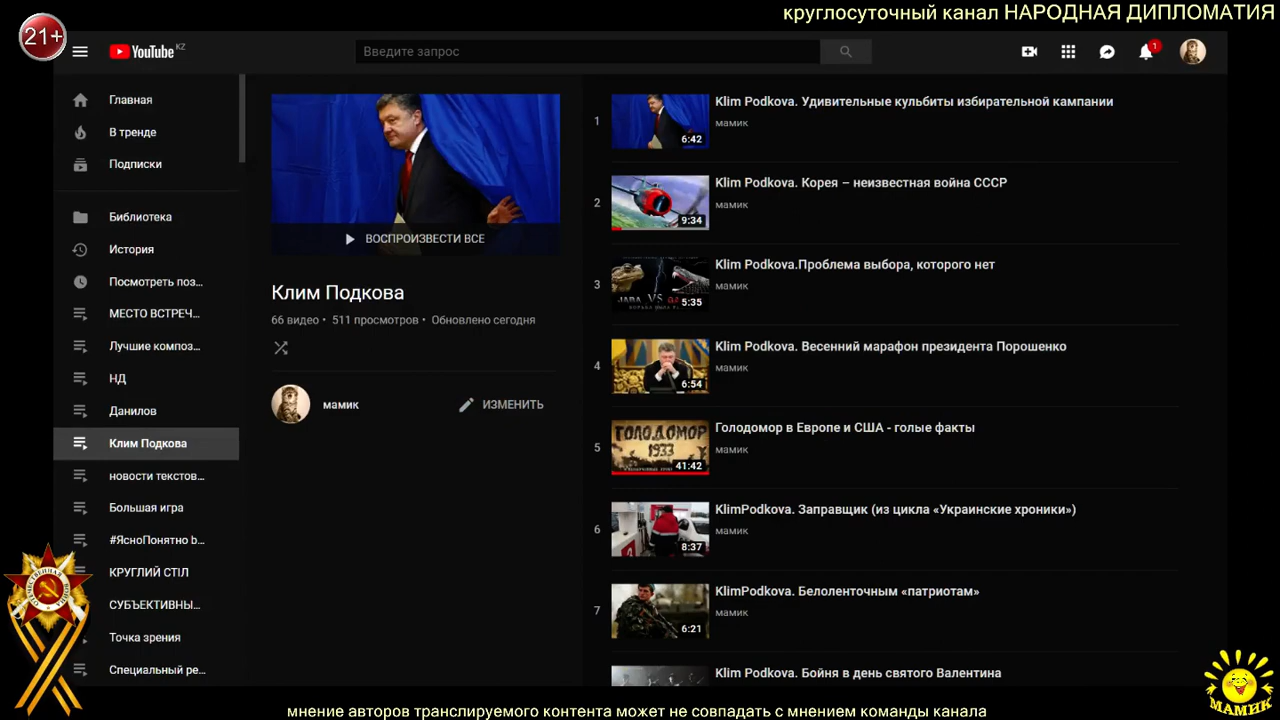 круглосуточный канал НАРОДНАЯ ДИПЛОМАТИЯ
21+
YouTube KZ
Введите запрос
1
Главная
В тренде
Подписки
Библиотека
История
Посмотреть поз...
МЕСТО ВСТРЕЧ...
Лучшие композ...
НД
Данилов
Клим Подкова
новости текстов...
Большая игра
#ЯсноПонятно b...
КРУГЛИЙ СТІЛ
СУБЪЕКТИВНЫ...
Точка зрения
Специальный ре...
ВОСПРОИЗВЕСТИ ВСЕ
Клим Подкова
66 видео • 511 просмотров • Обновлено сегодня
мамик
ИЗМЕНИТЬ
1
6:42
Klim Podkova. Удивительные кульбиты избирательной кампании
мамик
2
9:34
Klim Podkova. Корея – неизвестная война СССР
мамик
3
VS
5:35
Klim Podkova.Проблема выбора, которого нет
мамик
4
6:54
Klim Podkova. Весенний марафон президента Порошенко
мамик
5
ГОЛОДОМОР
1933
41:42
Голодомор в Европе и США - голые факты
мамик
6
8:37
KlimPodkova. Заправщик (из цикла «Украинские хроники»)
мамик
7
6:21
KlimPodkova. Белоленточным «патриотам»
мамик
Klim Podkova. Бойня в день святого Валентина
ОТЕЧЕСТВЕННАЯ ВОЙНА
МАМИК
мнение авторов транслируемого контента может не совпадать с мнением команды канала